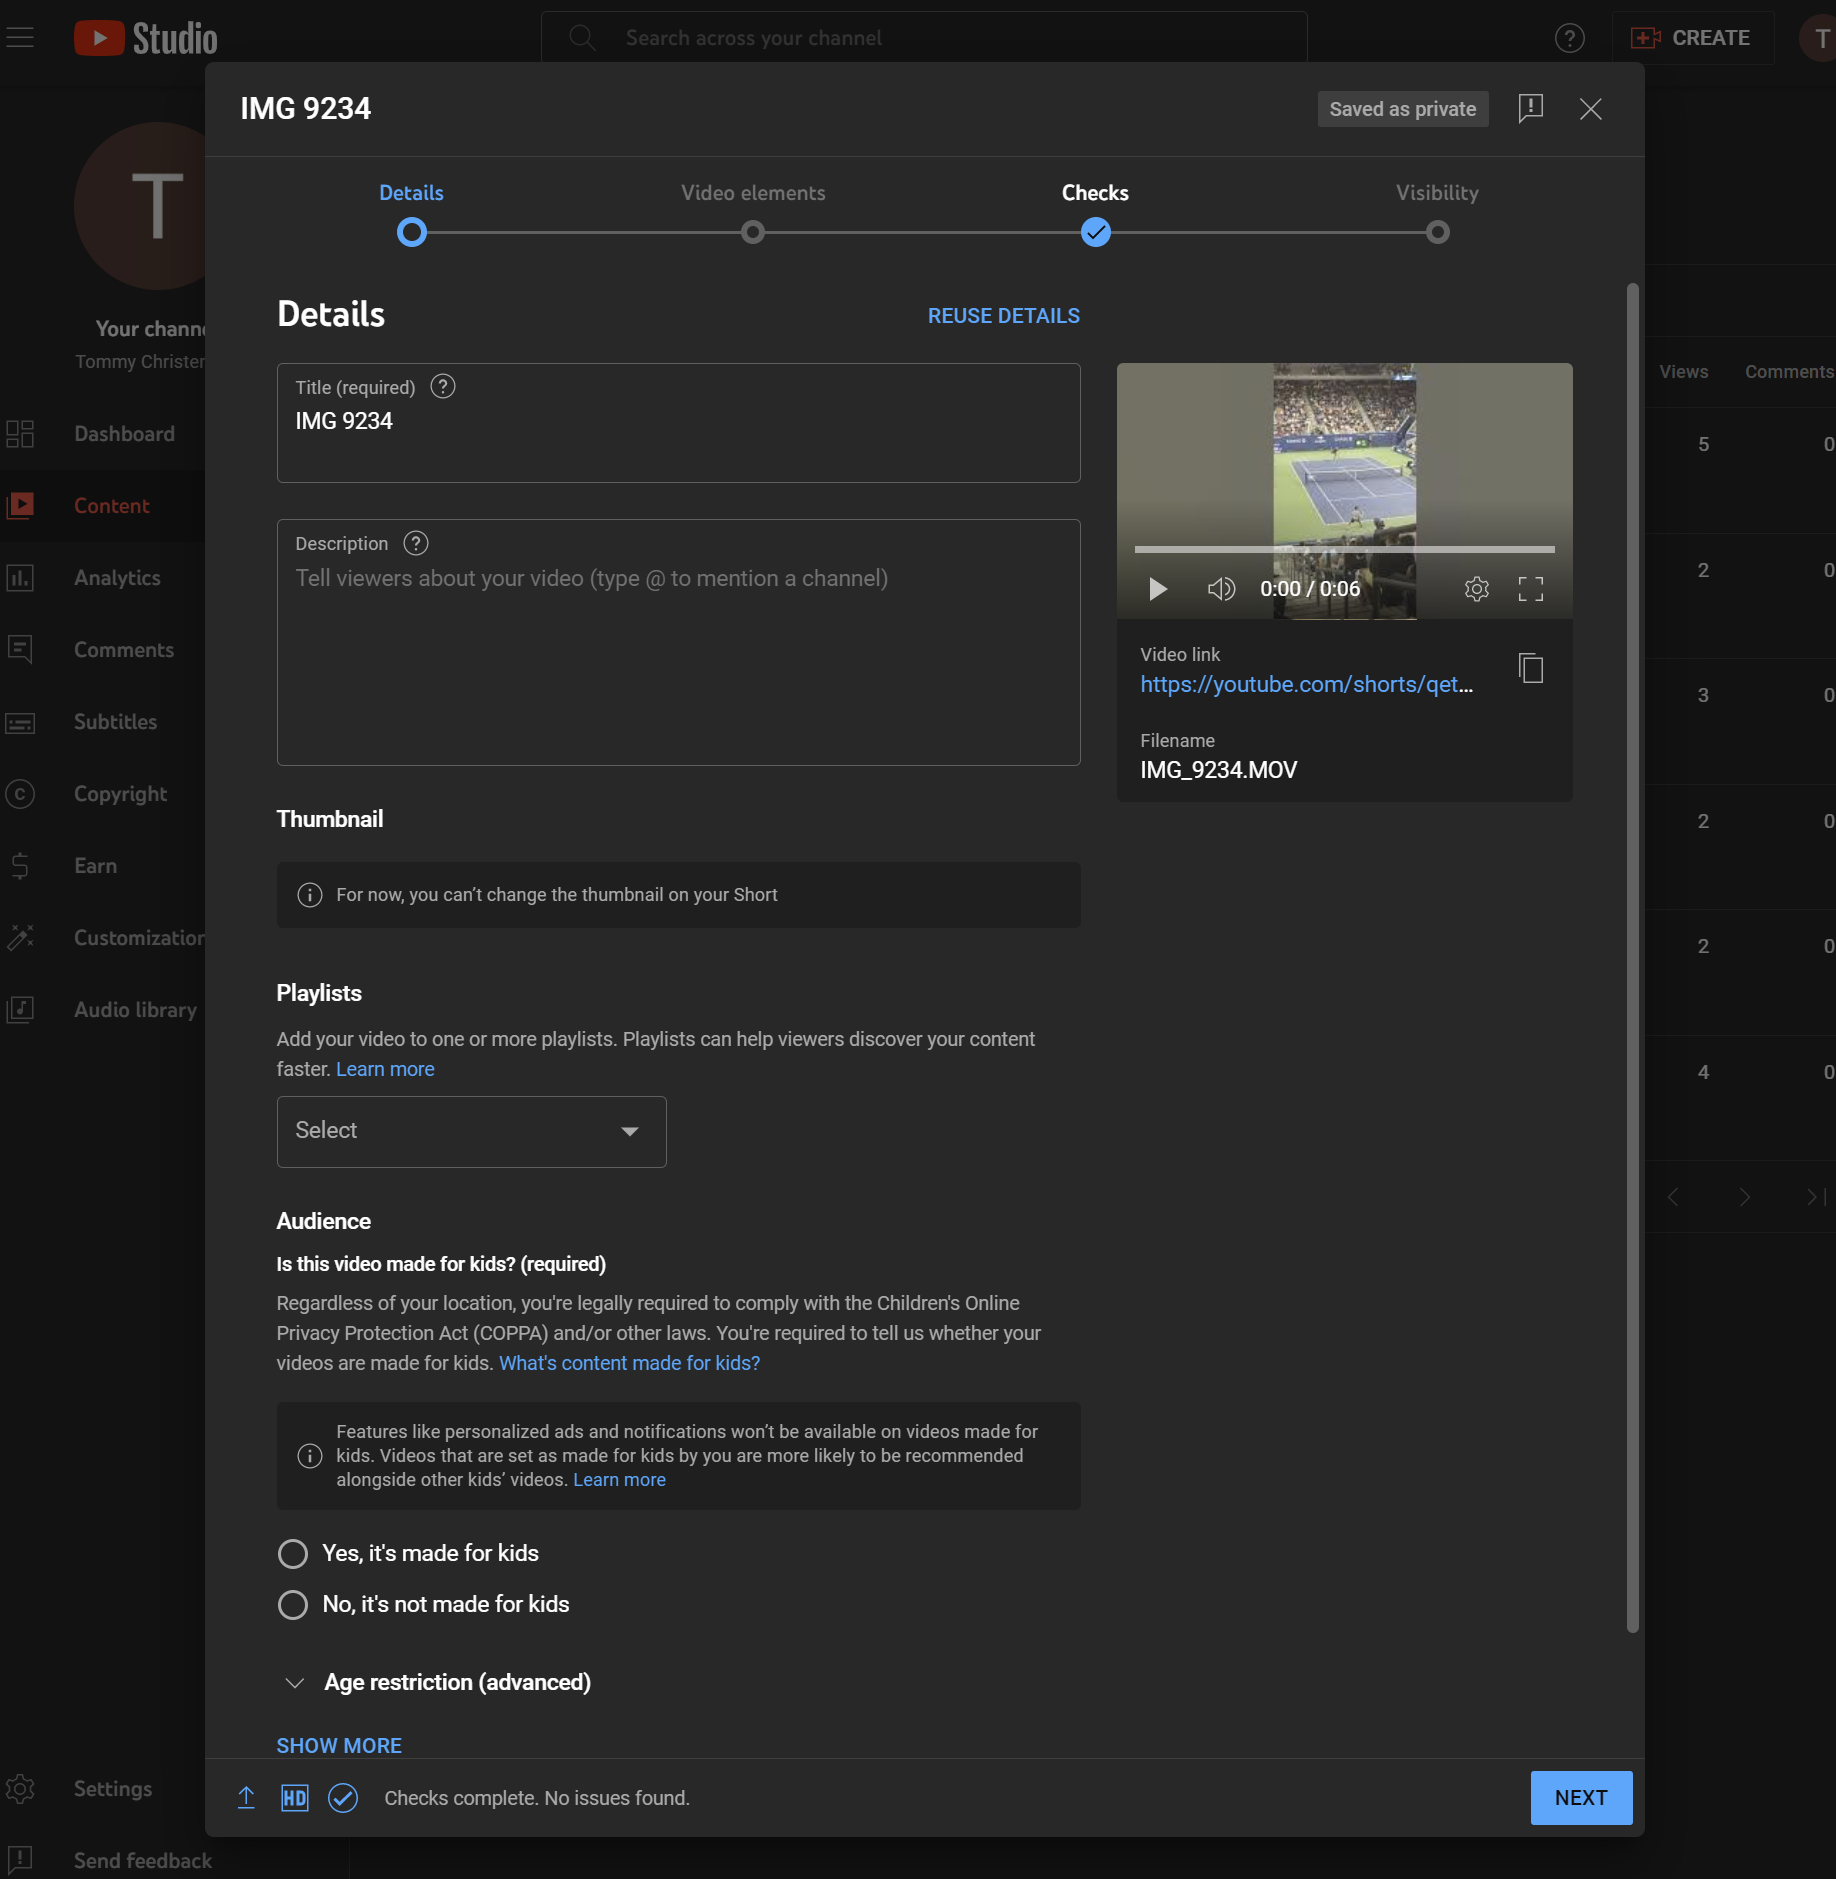 Studio
Search across your channel
CREATE
T
IMG 9234
Saved as private
Details
Video elements
Checks
Visibility
T
Your chann
Tommy Christer
Dashboard
Content
Analytics
Comments
Subtitles
Copyright
Earn
Customization
Audio library
Settings
Send feedback
Details
REUSE DETAILS
Title (required)
IMG 9234
Description
Tell viewers about your video (type @ to mention a channel)
0:00 / 0:06
Video link
https://youtube.com/shorts/qet...
Filename
IMG_9234.MOV
Thumbnail
For now, you can’t change the thumbnail on your Short
Playlists
Add your video to one or more playlists. Playlists can help viewers discover your content
faster. Learn more
Select
Audience
Is this video made for kids? (required)
Regardless of your location, you're legally required to comply with the Children's Online
Privacy Protection Act (COPPA) and/or other laws. You're required to tell us whether your
videos are made for kids. What's content made for kids?
Features like personalized ads and notifications won’t be available on videos made for
kids. Videos that are set as made for kids by you are more likely to be recommended
alongside other kids’ videos. Learn more
Yes, it's made for kids
No, it's not made for kids
Age restriction (advanced)
SHOW MORE
HD
Checks complete. No issues found.
NEXT
Views Comments
5 0
2 0
3 0
2 0
2 0
4 0